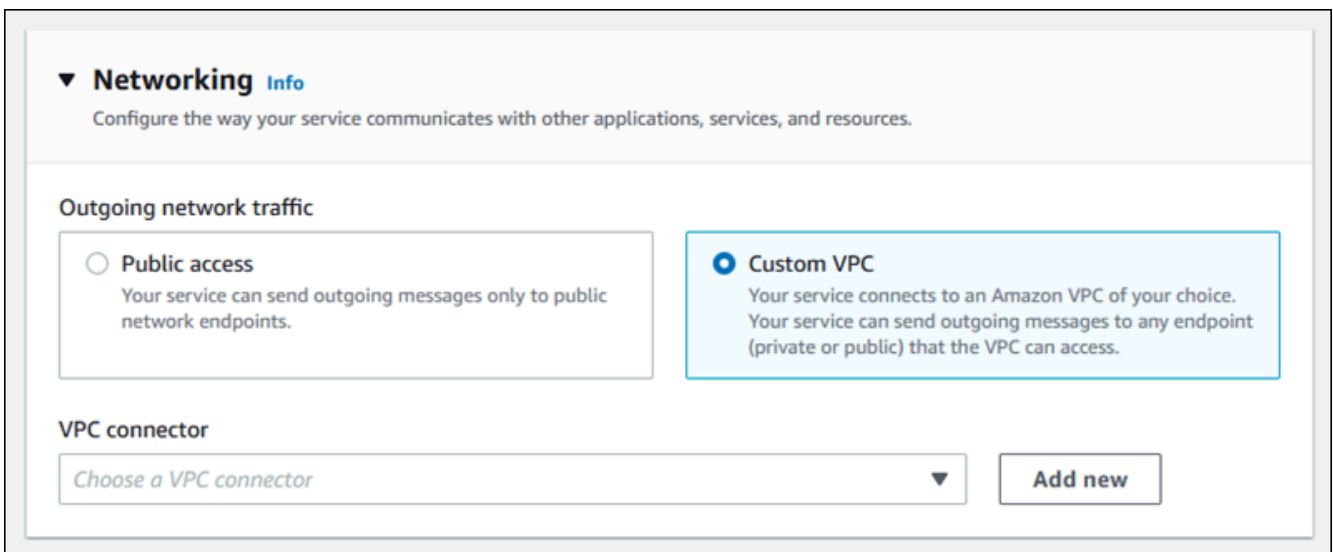 Networking Info
Configure the way your service communicates with other applications, services, and resources.
Outgoing network traffic
Public access
Your service can send outgoing messages only to public
network endpoints.
Custom VPC
Your service connects to an Amazon VPC of your choice.
Your service can send outgoing messages to any endpoint
(private or public) that the VPC can access.
VPC connector
Choose a VPC connector
Add new